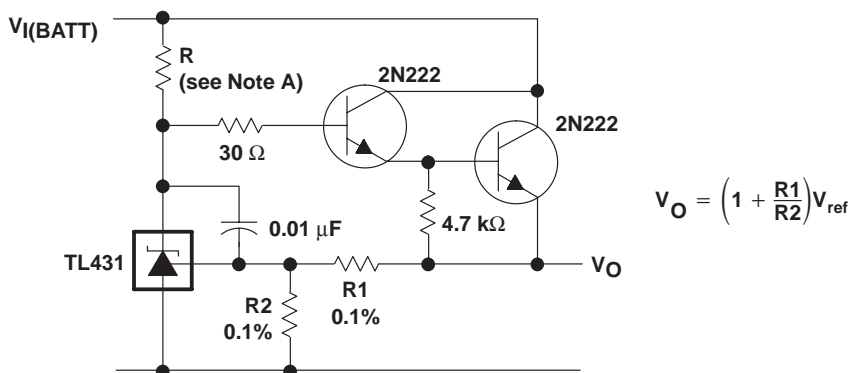 VI(BATT)
R
(see Note A)
2N222
2N222
30 Ω
0.01 μF
4.7 kΩ
TL431
R2
0.1%
R1
0.1%
VO
VO = (1 + R1/R2)Vref